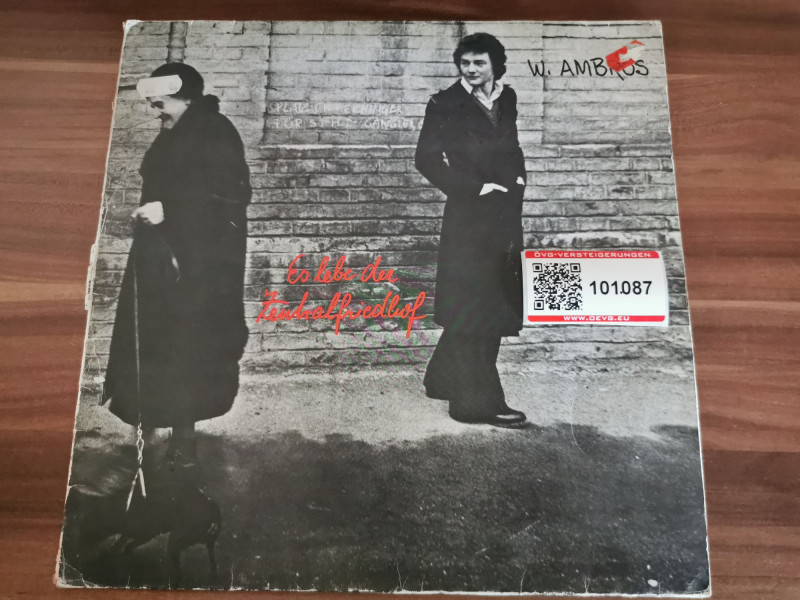 W. AMBROS
Es lebe der
Zentralfriedhof
ÖVG-VERSTEIGERUNGEN
101087
WWW.OEVG.EU